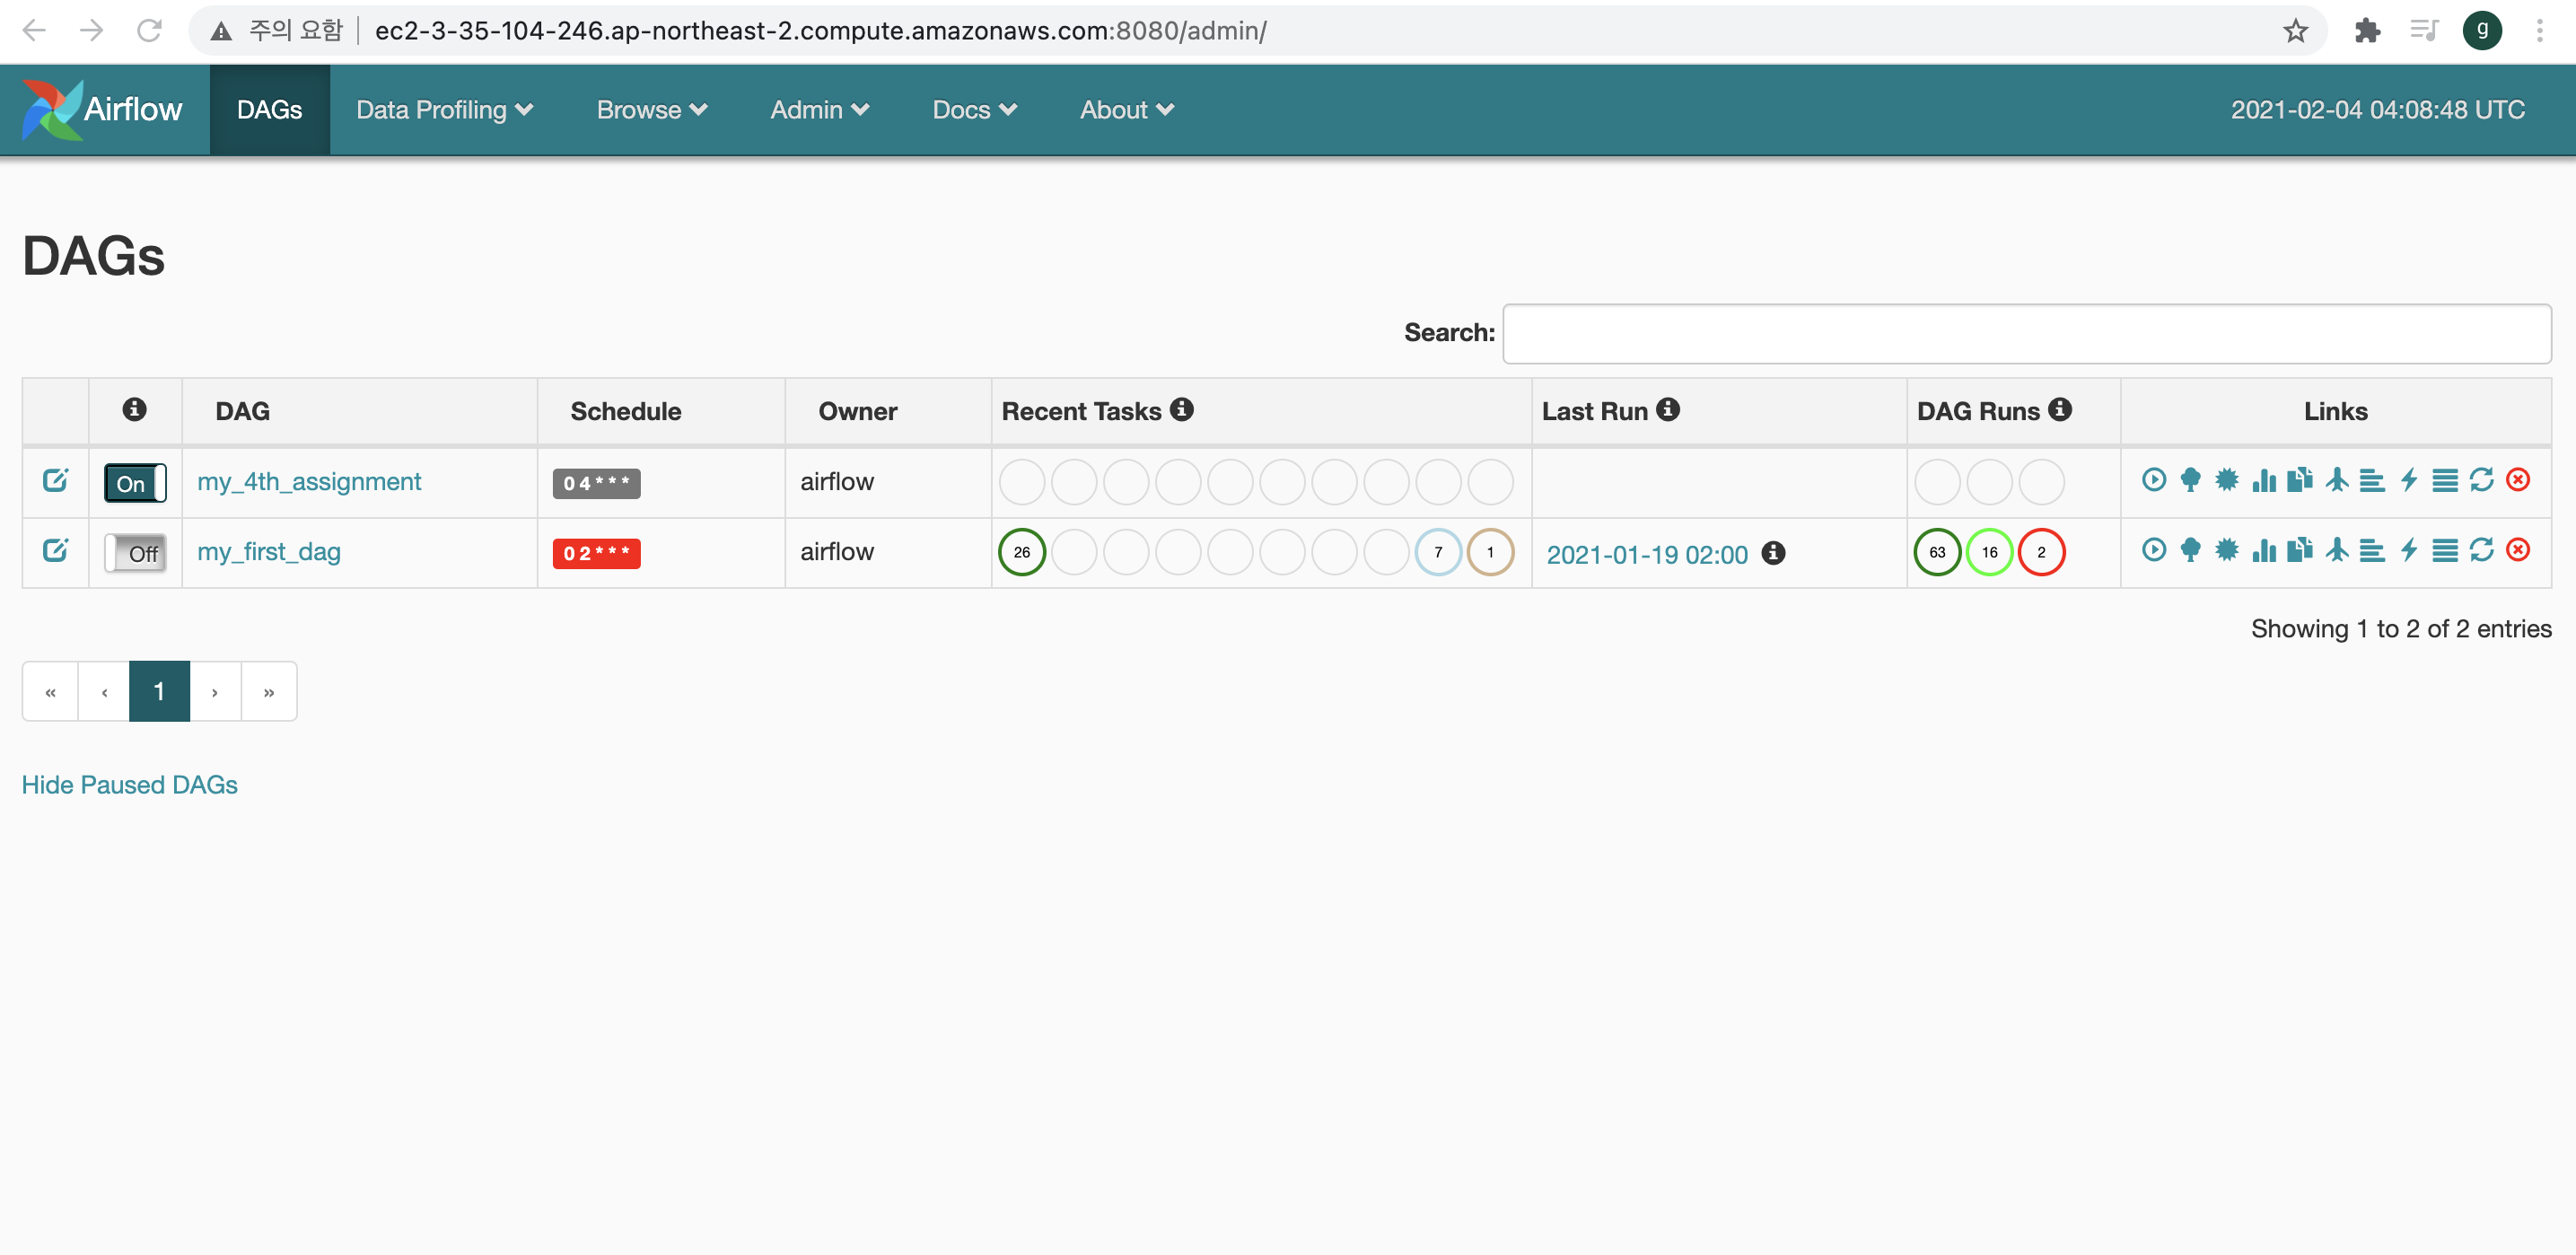 주의 요함 ec2-3-35-104-246.ap-northeast-2.compute.amazonaws.com:8080/admin/ g
Airflow DAGs Data Profiling Browse Admin Docs About 2021-02-04 04:08:48 UTC
DAGs
Search:
DAG Schedule Owner Recent Tasks Last Run DAG Runs Links
On my_4th_assignment 0 4 * * * airflow
Off my_first_dag 0 2 * * * airflow 26 7 1 2021-01-19 02:00 63 16 2
Showing 1 to 2 of 2 entries
« ‹ 1 › »
Hide Paused DAGs